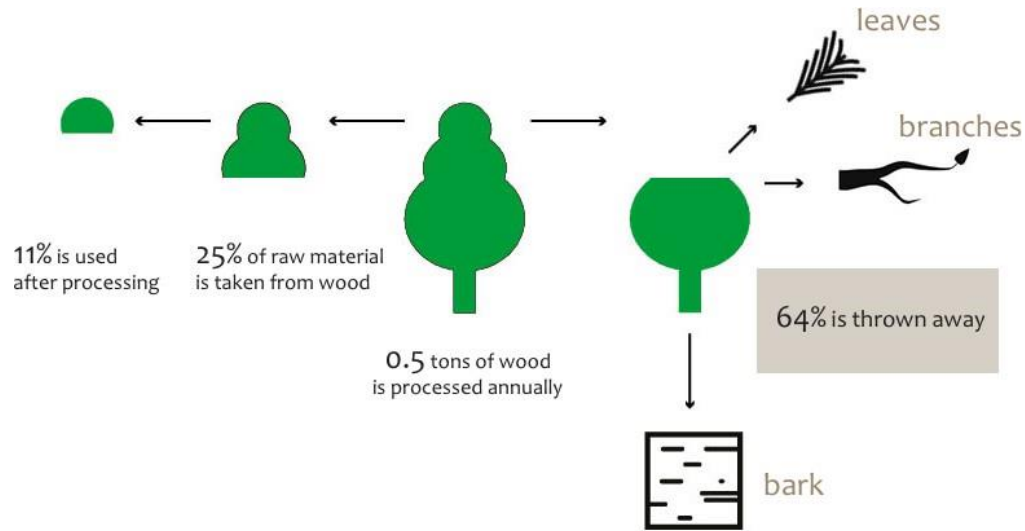 leaves
branches
11% is used
after processing
25% of raw material
is taken from wood
0.5 tons of wood
is processed annually
64% is thrown away
bark